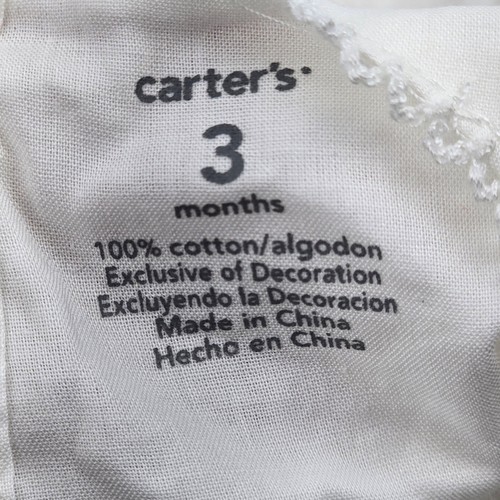 carter's
3
months
100% cotton/algodon
Exclusive of Decoration
Excluyendo la Decoracion
Made in China
Hecho en China